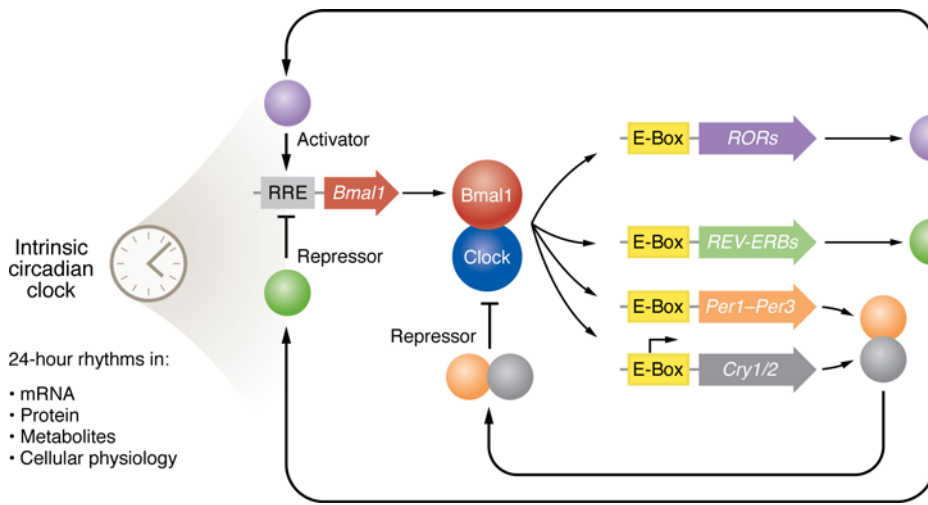 Activator
RRE
Bmal1
Repressor
Intrinsic
circadian
clock
24-hour rhythms in:
• mRNA
• Protein
• Metabolites
• Cellular physiology
Bmal1
Clock
Repressor
E-Box
RORs
E-Box
REV-ERBs
E-Box
Per1–Per3
E-Box
Cry1/2